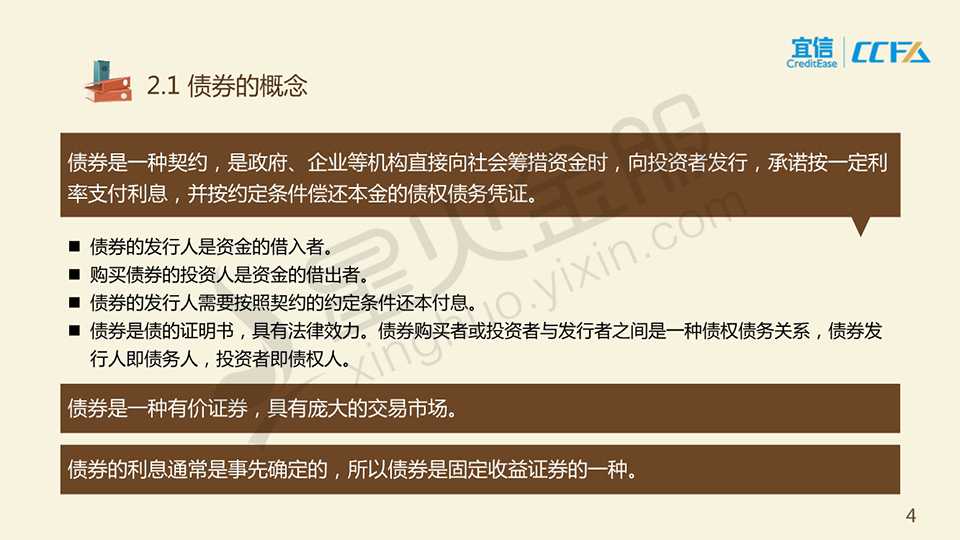 宜信
CreditEase
CCFA
2.1 债券的概念
债券是一种契约，是政府、企业等机构直接向社会筹措资金时，向投资者发行，承诺按一定利
率支付利息，并按约定条件偿还本金的债权债务凭证。
■ 债券的发行人是资金的借入者。
■ 购买债券的投资人是资金的借出者。
■ 债券的发行人需要按照契约的约定条件还本付息。
■ 债券是债的证明书，具有法律效力。债券购买者或投资者与发行者之间是一种债权债务关系，债券发
行人即债务人，投资者即债权人。
债券是一种有价证券，具有庞大的交易市场。
债券的利息通常是事先确定的，所以债券是固定收益证券的一种。
星火金服
xinghuo.yixin.com
4